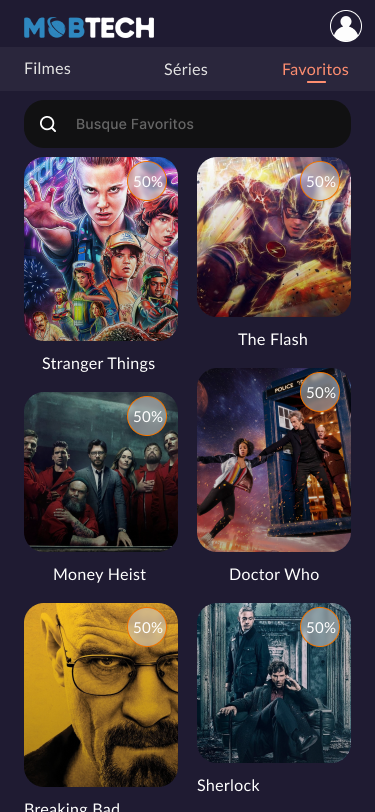 MOBTECH
Filmes
Séries
Favoritos
Busque Favoritos
50%
50%
Stranger Things
The Flash
50%
50%
POLICE
Money Heist
Doctor Who
50%
50%
Breaking Bad
Sherlock